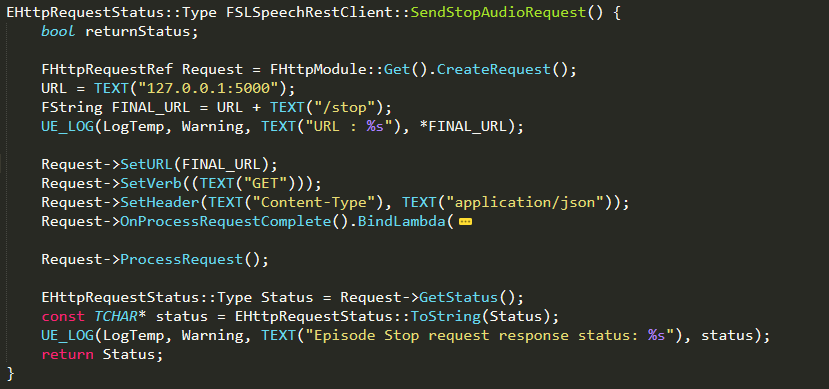 EHttpRequestStatus::Type FSLSpeechRestClient::SendStopAudioRequest() {
    bool returnStatus;

    FHttpRequestRef Request = FHttpModule::Get().CreateRequest();
    URL = TEXT("127.0.0.1:5000");
    FString FINAL_URL = URL + TEXT("/stop");
    UE_LOG(LogTemp, Warning, TEXT("URL : %s"), *FINAL_URL);

    Request->SetURL(FINAL_URL);
    Request->SetVerb((TEXT("GET")));
    Request->SetHeader(TEXT("Content-Type"), TEXT("application/json"));
    Request->OnProcessRequestComplete().BindLambda(

    Request->ProcessRequest();

    EHttpRequestStatus::Type Status = Request->GetStatus();
    const TCHAR* status = EHttpRequestStatus::ToString(Status);
    UE_LOG(LogTemp, Warning, TEXT("Episode Stop request response status: %s"), status);
    return Status;
}